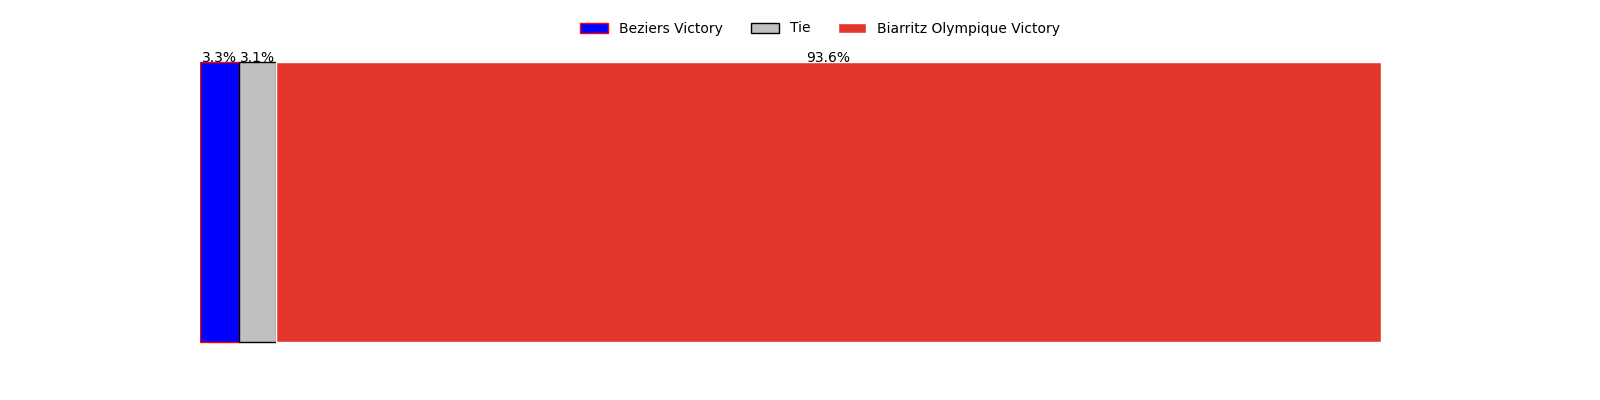 Beziers Victory Tie Biarritz Olympique Victory
3.3% 3.1% 93.6%